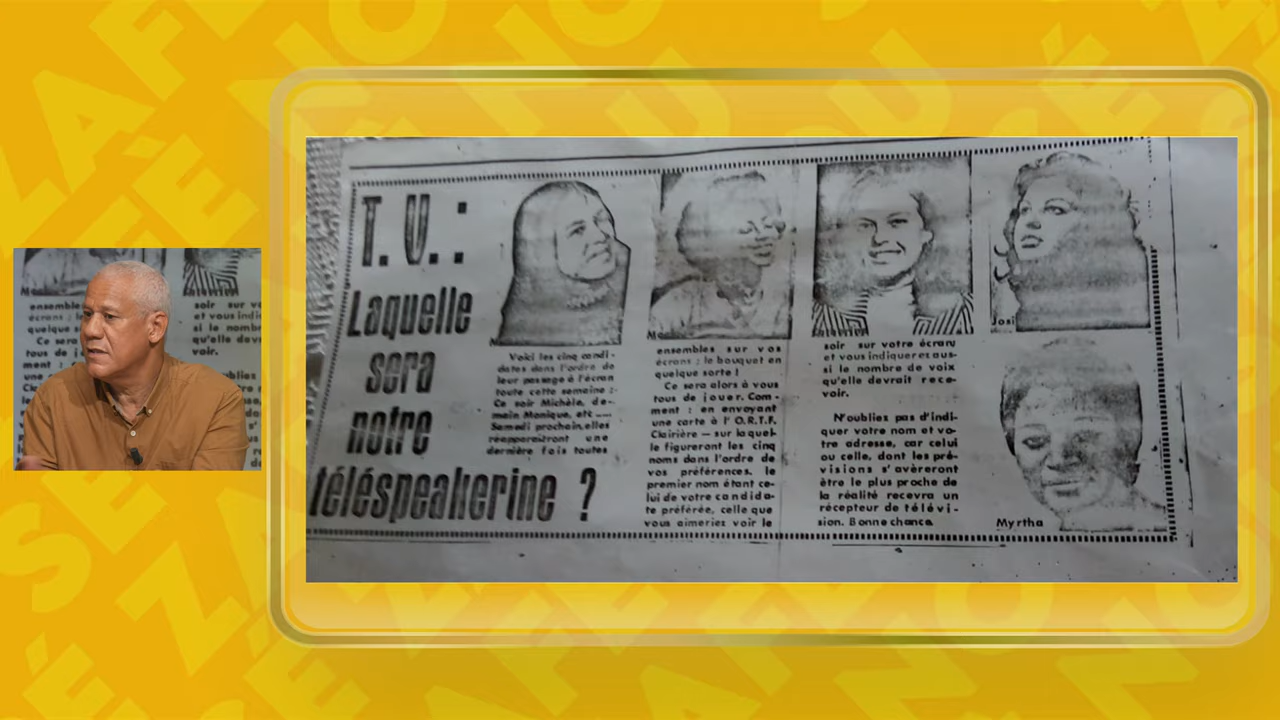 T.V.:
Laquelle
sera
notre
téléspeakerine ?
Voici les cinq candi-
dates dans l'ordre de
leur passage à l'écran
toute cette semaine :
Ce soir Michèle, de-
main Monique, etc ....
Samedi prochain,elles
réapparaîtront une
dernière fois toutes
ensembles sur vos
écrans ; le bouquet en
quelque sorte !
Ce sera alors à vous
tous de jouer. Com-
ment : en envoyant
une carte à l' O.R.T.F.
Clairière — sur laquel-
le figureront les cinq
noms dans l'ordre de
vos préférences, le
premier nom étant ce-
lui de votre candida-
te préférée, celle que
vous aimeriez voir le
soir sur votre écran
et vous indiquerez aus-
si le nombre de voix
qu'elle devrait rece-
voir.
N'oubliez pas d'indi-
quer votre nom et vo-
tre adresse, car celui
ou celle, dont les pré-
visions s'avèreront
être le plus proche de
la réalité recevra un
récepteur de télévi-
sion. Bonne chance.
Josi
Myrtha